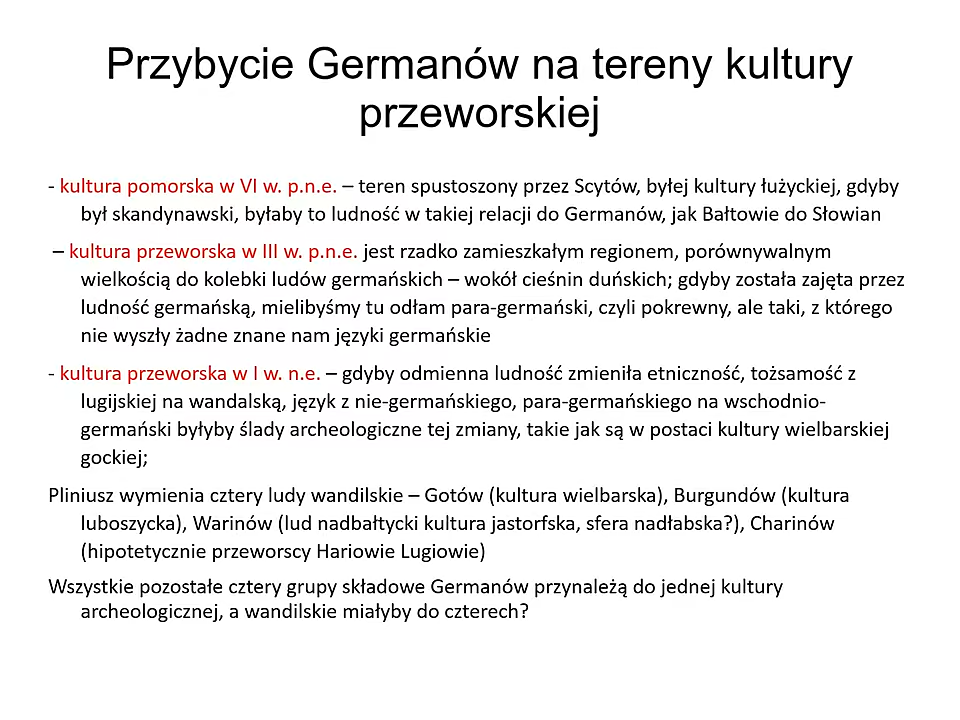 Przybycie Germanów na tereny kultury
przeworskiej
- kultura pomorska w VI w. p.n.e. – teren spustoszony przez Scytów, byłej kultury łużyckiej, gdyby
był skandynawski, byłaby to ludność w takiej relacji do Germanów, jak Bałtowie do Słowian
– kultura przeworska w III w. p.n.e. jest rzadko zamieszkałym regionem, porównywalnym
wielkością do kolebki ludów germańskich – wokół cieśnin duńskich; gdyby została zajęta przez
ludność germańską, mielibyśmy tu odłam para-germański, czyli pokrewny, ale taki, z którego
nie wyszły żadne znane nam języki germańskie
- kultura przeworska w I w. n.e. – gdyby odmienna ludność zmieniła etniczność, tożsamość z
lugijskiej na wandalską, język z nie-germańskiego, para-germańskiego na wschodnio-
germański byłyby ślady archeologiczne tej zmiany, takie jak są w postaci kultury wielbarskiej
gockiej;
Pliniusz wymienia cztery ludy wandilskie – Gotów (kultura wielbarska), Burgundów (kultura
luboszycka), Warinów (lud nadbałtycki kultura jastorfska, sfera nadłabska?), Charinów
(hipotetycznie przeworscy Hariowie Lugiowie)
Wszystkie pozostałe cztery grupy składowe Germanów przynależą do jednej kultury
archeologicznej, a wandilskie miałyby do czterech?